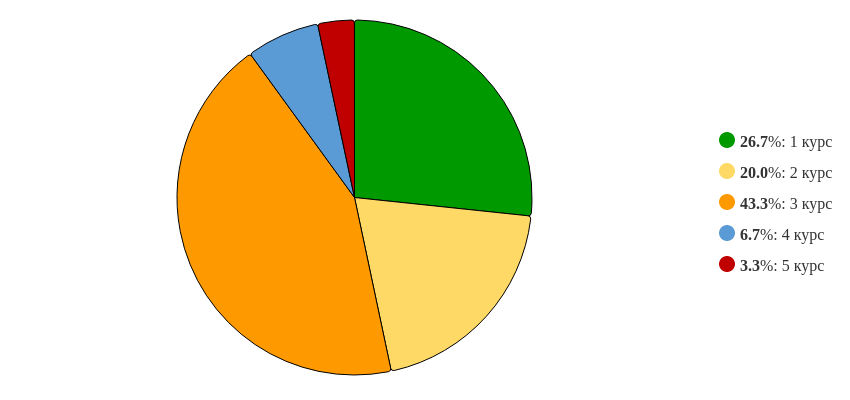 26.7%: 1 курс
20.0%: 2 курс
43.3%: 3 курс
6.7%: 4 курс
3.3%: 5 курс